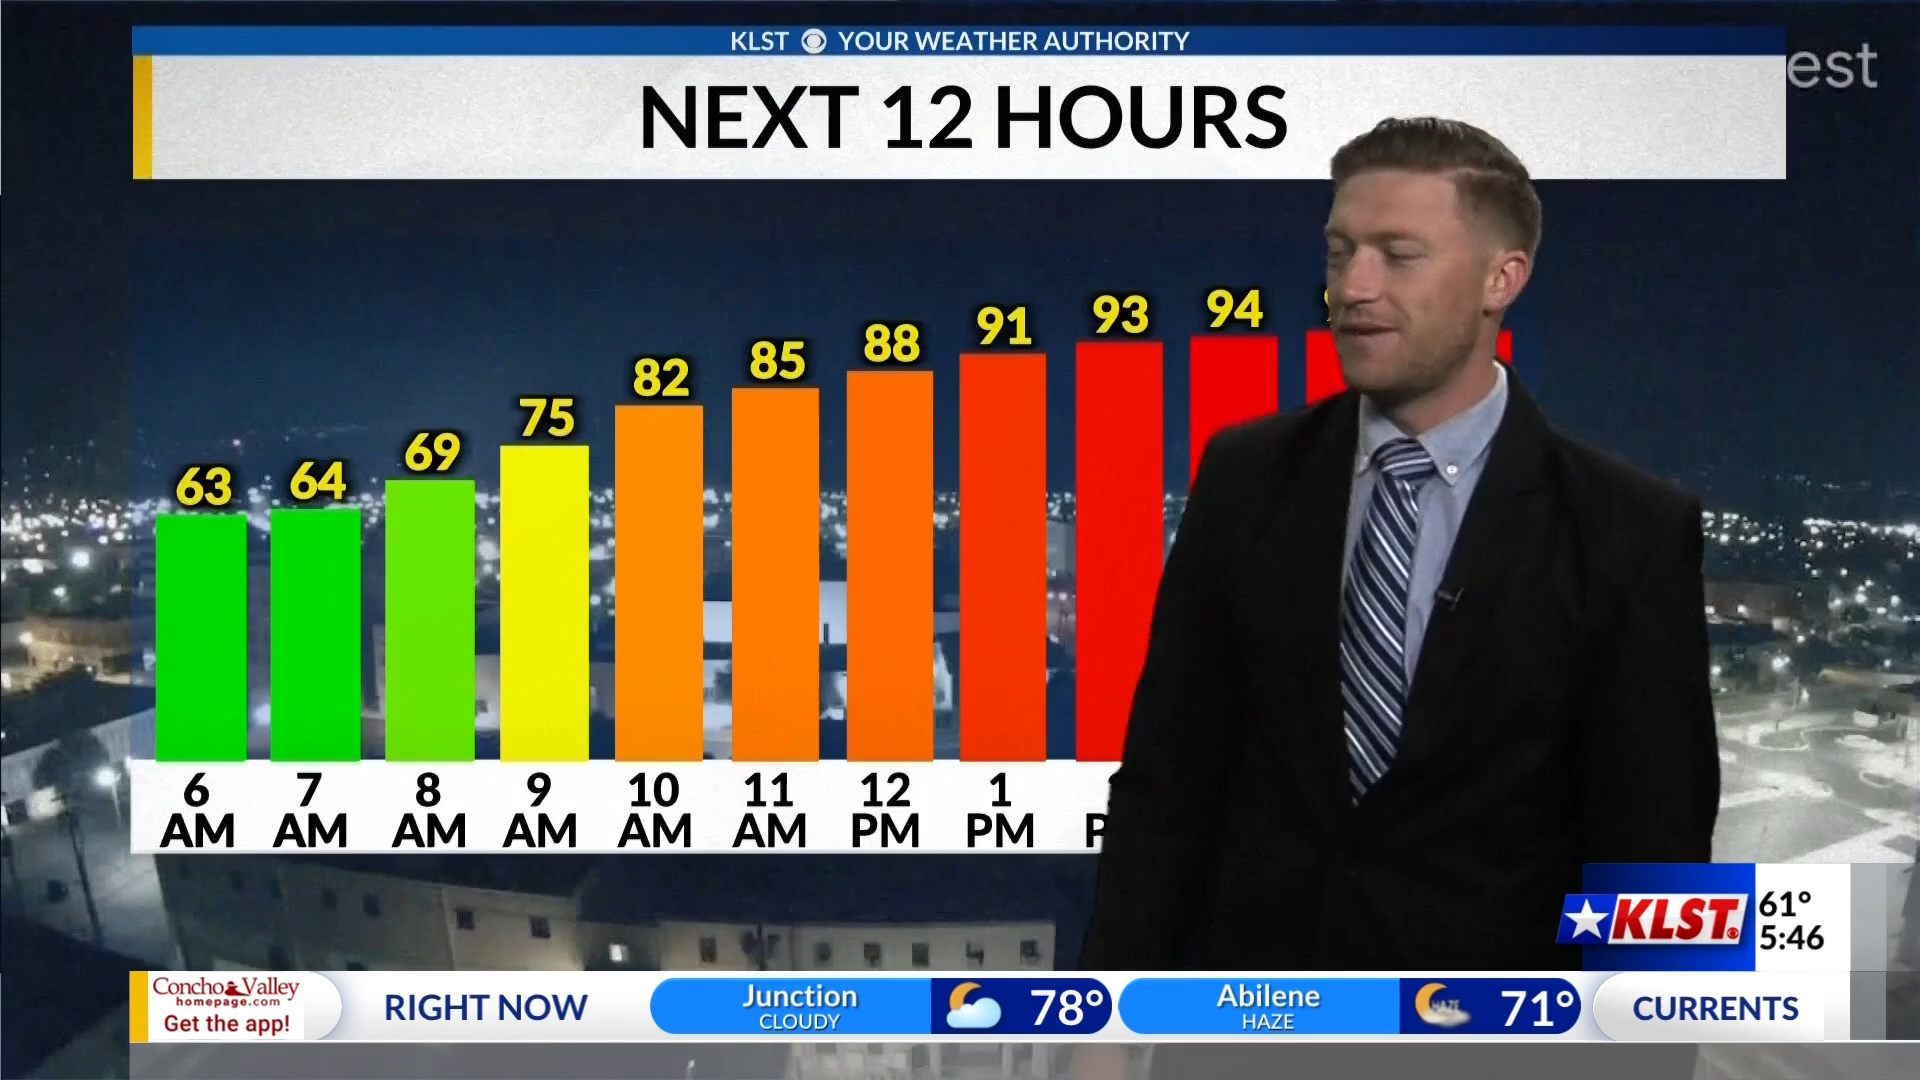 KLST YOUR WEATHER AUTHORITY
est
NEXT 12 HOURS
63 64 69 75 82 85 88 91 93 94
6 AM
7 AM
8 AM
9 AM
10 AM
11 AM
12 PM
1 PM
KLST
61°
5:46
Concho Valley
homepage.com
Get the app!
RIGHT NOW
Junction
CLOUDY
78°
Abilene
HAZE
HAZE
71°
CURRENTS